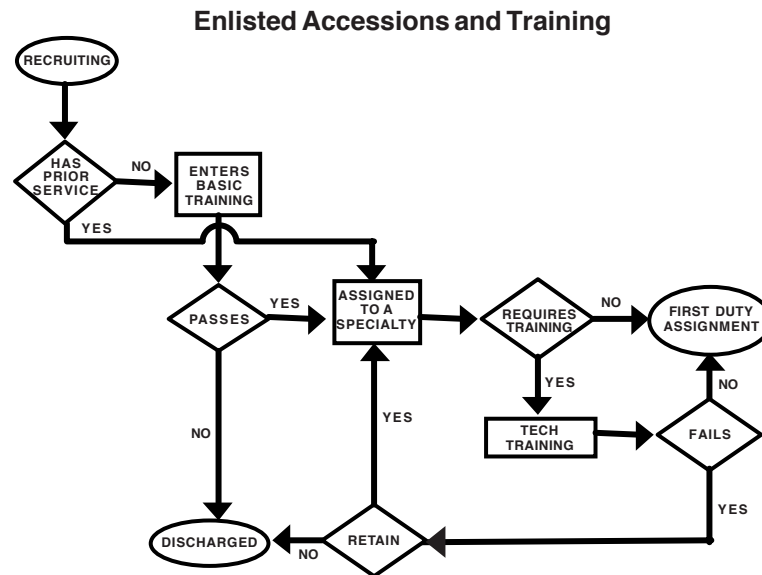 Enlisted Accessions and Training
RECRUITING
HAS
PRIOR
SERVICE
NO
ENTERS
BASIC
TRAINING
YES
PASSES
YES
ASSIGNED
TO A
SPECIALTY
REQUIRES
TRAINING
NO
FIRST DUTY
ASSIGNMENT
YES
NO
TECH
TRAINING
FAILS
NO
YES
YES
DISCHARGED
NO
RETAIN